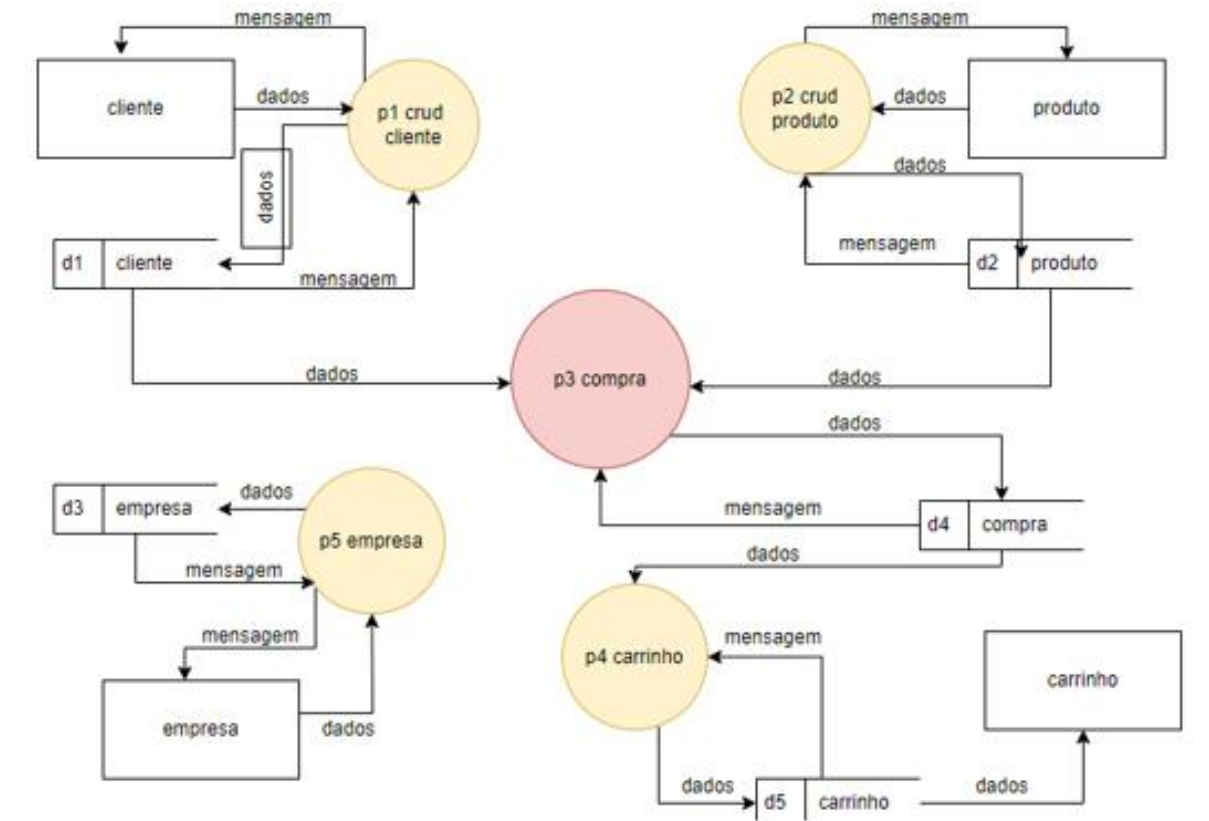 mensagem
mensagem
cliente
dados
p1 crud
cliente
p2 crud
produto
dados
produto
dados
dados
d1
cliente
mensagem
mensagem
d2
produto
dados
p3 compra
dados
dados
d3
empresa
dados
p5 empresa
mensagem
d4
compra
dados
mensagem
mensagem
p4 carrinho
mensagem
carrinho
empresa
dados
dados
d5
carrinho
dados